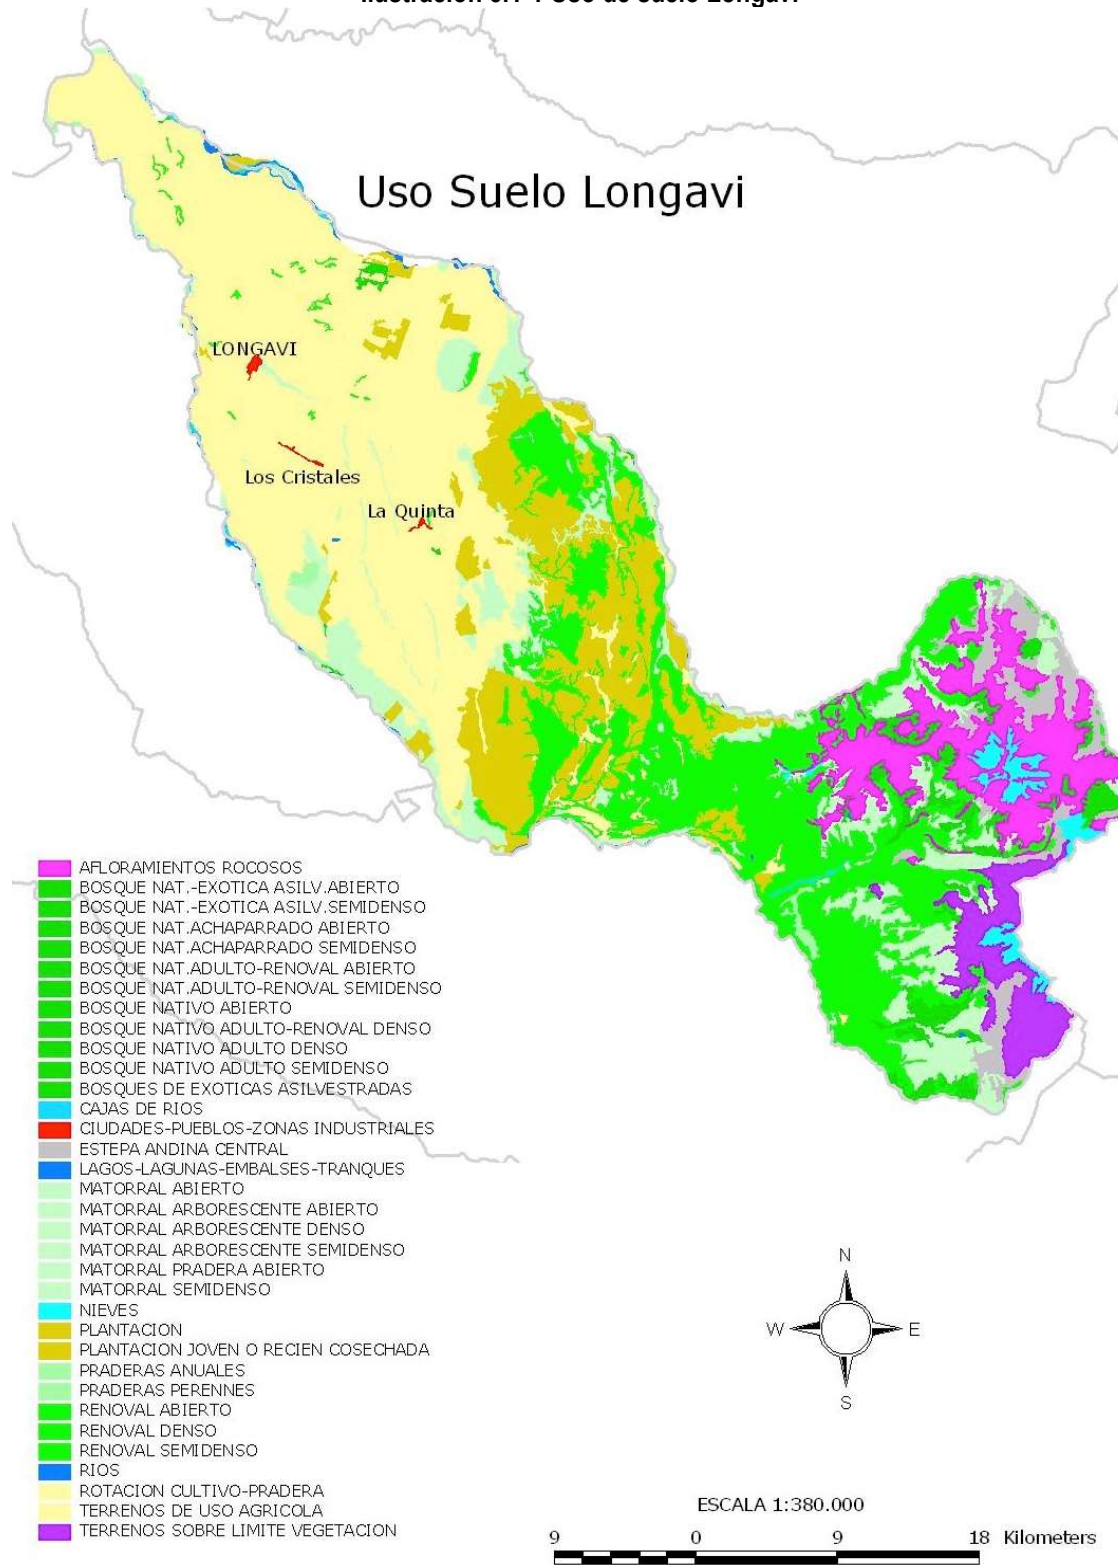 Uso Suelo Longavi
LONGAVI
Los Cristales
La Quinta
AFLORAMIENTOS ROCOSOS
BOSQUE NAT.-EXOTICA ASILV.ABIERTO
BOSQUE NAT.-EXOTICA ASILV.SEMIDENSO
BOSQUE NAT.ACHAPARRADO ABIERTO
BOSQUE NAT.ACHAPARRADO SEMIDENSO
BOSQUE NAT.ADULTO-RENOVAL ABIERTO
BOSQUE NAT.ADULTO-RENOVAL SEMIDENSO
BOSQUE NATIVO ABIERTO
BOSQUE NATIVO ADULTO-RENOVAL DENSO
BOSQUE NATIVO ADULTO DENSO
BOSQUE NATIVO ADULTO SEMIDENSO
BOSQUES DE EXOTICAS ASILVESTRADAS
CAJAS DE RIOS
CIUDADES-PUEBLOS-ZONAS INDUSTRIALES
ESTEPA ANDINA CENTRAL
LAGOS-LAGUNAS-EMBALSES-TRANQUES
MATORRAL ABIERTO
MATORRAL ARBORESCENTE ABIERTO
MATORRAL ARBORESCENTE DENSO
MATORRAL ARBORESCENTE SEMIDENSO
MATORRAL PRADERA ABIERTO
MATORRAL SEMIDENSO
NIEVES
PLANTACION
PLANTACION JOVEN O RECIEN COSECHADA
PRADERAS ANUALES
PRADERAS PERENNES
RENOVAL ABIERTO
RENOVAL DENSO
RENOVAL SEMIDENSO
RIOS
ROTACION CULTIVO-PRADERA
TERRENOS DE USO AGRICOLA
TERRENOS SOBRE LIMITE VEGETACION
N
W E
S
ESCALA 1:380.000
9 0 9 18 Kilometers